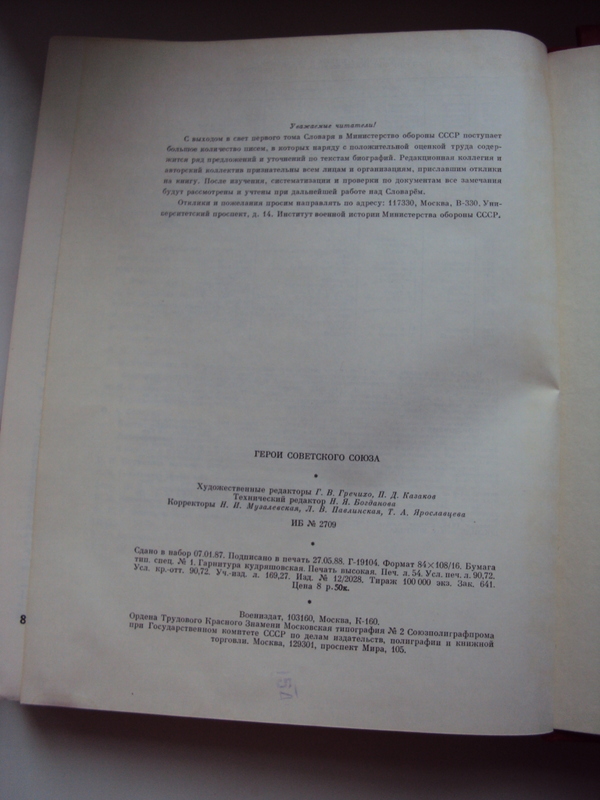 Уважаемые читатели!
С выходом в свет первого тома Словаря в Министерство обороны СССР поступает
большое количество писем, в которых наряду с положительной оценкой труда содер-
жится ряд предложений и уточнений по текстам биографий. Редакционная коллегия и
авторский коллектив признательны всем лицам и организациям, приславшим отклики
на книгу. После изучения, систематизации и проверки по документам все замечания
будут рассмотрены и учтены при дальнейшей работе над Словарём.
Отклики и пожелания просим направлять по адресу: 117330, Москва, В-330. Уни-
верситетский проспект, д. 14. Институт военной истории Министерства обороны СССР.
ГЕРОИ СОВЕТСКОГО СОЮЗА
Художественные редакторы Г. В. Гречихо, Н. Д. Казаков
Технический редактор Н. Я. Богданова
Корректоры Н. Н. Музалевская, Л. В. Павлинская, Т. А. Ярославцева
ИБ № 2709
Сдано в набор 07.01.87. Подписано в печать 27.05.88. Г-19104. Формат 84×108/16. Бумага
тип. спец. № 1. Гарнитура кудряшовская. Печать высокая. Печ. л. 54. Усл. печ. л. 90,72.
Усл. кр.-отт. 90,72. Уч.-изд. л. 169,27. Изд. № 12/2028. Тираж 100 000 экз. Зак. 641.
Цена 8 р. 50к.
Воениздат, 103160, Москва, К-160.
Ордена Трудового Красного Знамени Московская типография № 2 Союзполиграфпрома
при Государственном комитете СССР по делам издательств, полиграфии и книжной
торговли. Москва, 129301, проспект Мира, 105.
8